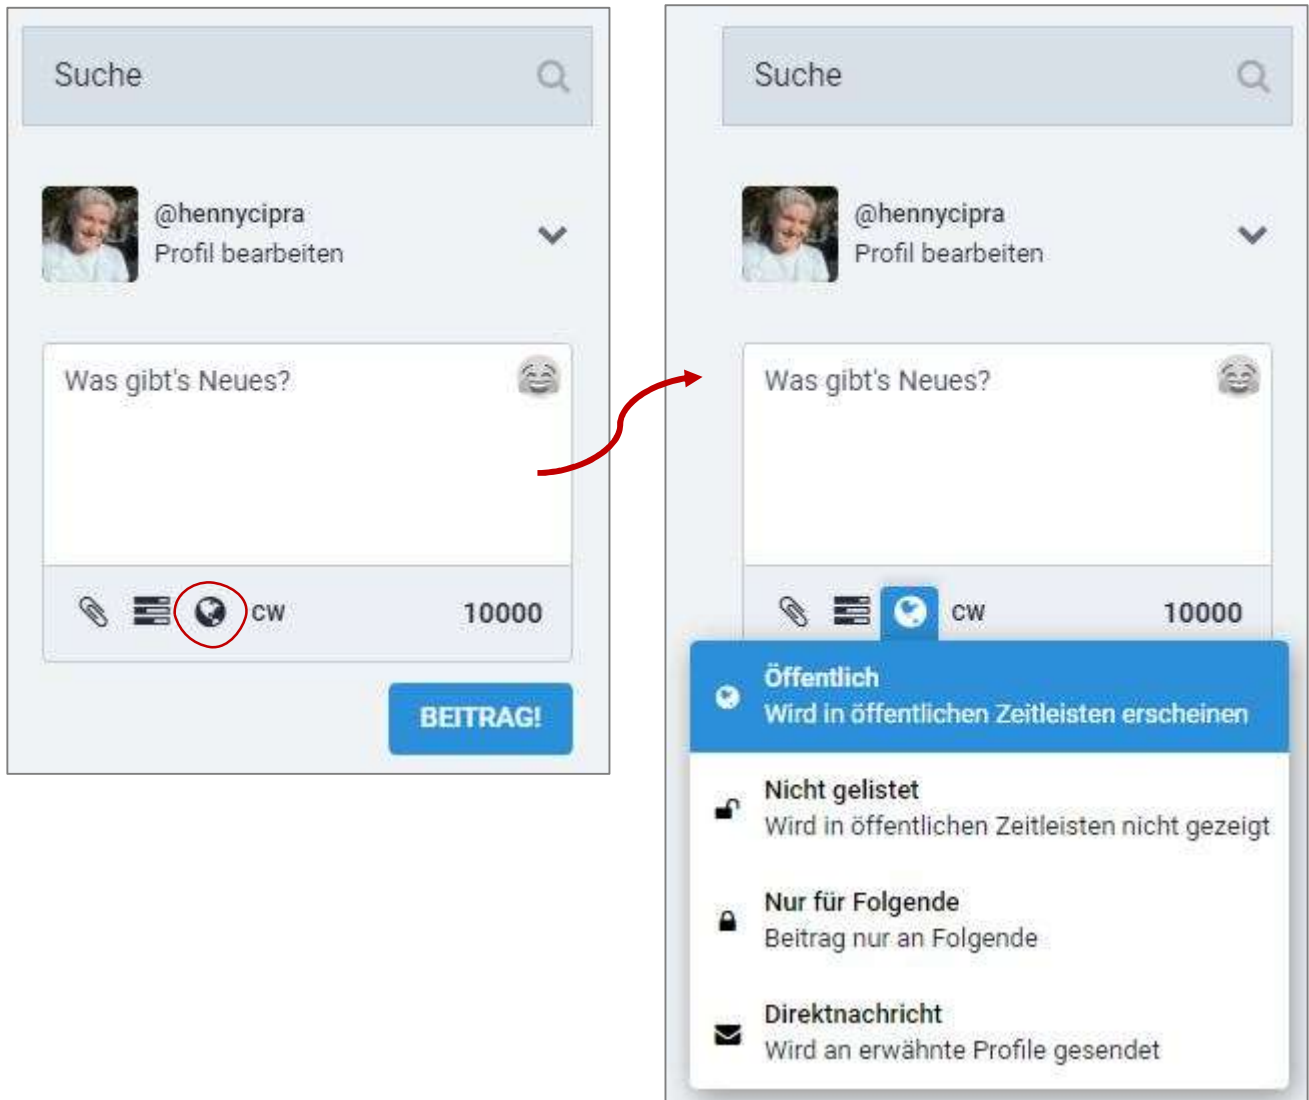 Suche
@hennycipra
Profil bearbeiten
Was gibt's Neues?
CW 10000
BEITRAG!
Suche
@hennycipra
Profil bearbeiten
Was gibt's Neues?
CW 10000
Öffentlich
Wird in öffentlichen Zeitleisten erscheinen
Nicht gelistet
Wird in öffentlichen Zeitleisten nicht gezeigt
Nur für Folgende
Beitrag nur an Folgende
Direktnachricht
Wird an erwähnte Profile gesendet